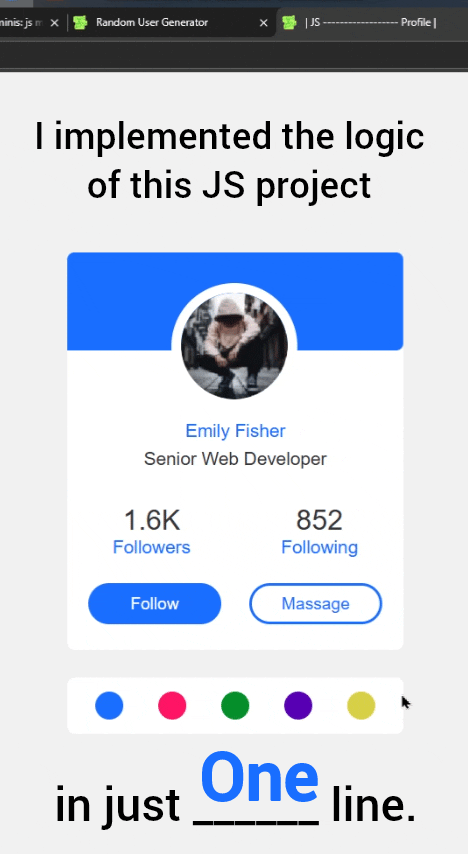 minis: js m
Random User Generator
| JS ------------------ Profile |
I implemented the logic
of this JS project
Emily Fisher
Senior Web Developer
1.6K 852
Followers Following
Follow Massage
One
in just ______ line.